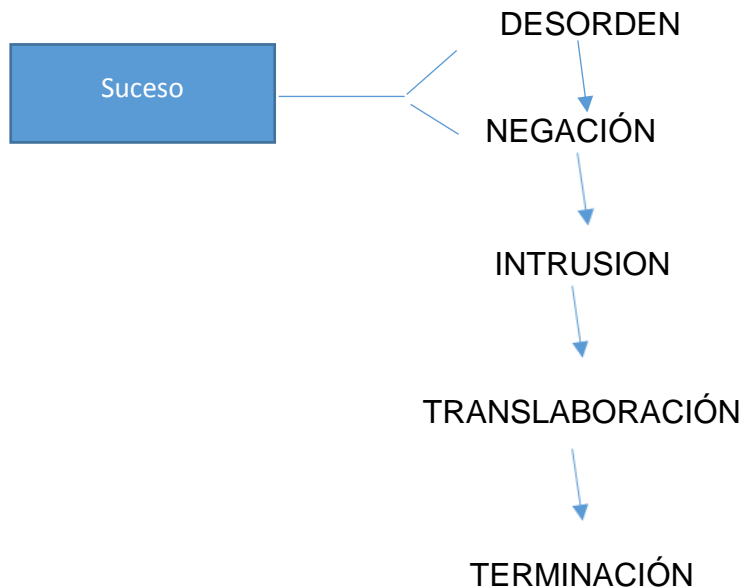 DESORDEN
Suceso
NEGACIÓN
INTRUSION
TRANSLABORACIÓN
TERMINACIÓN